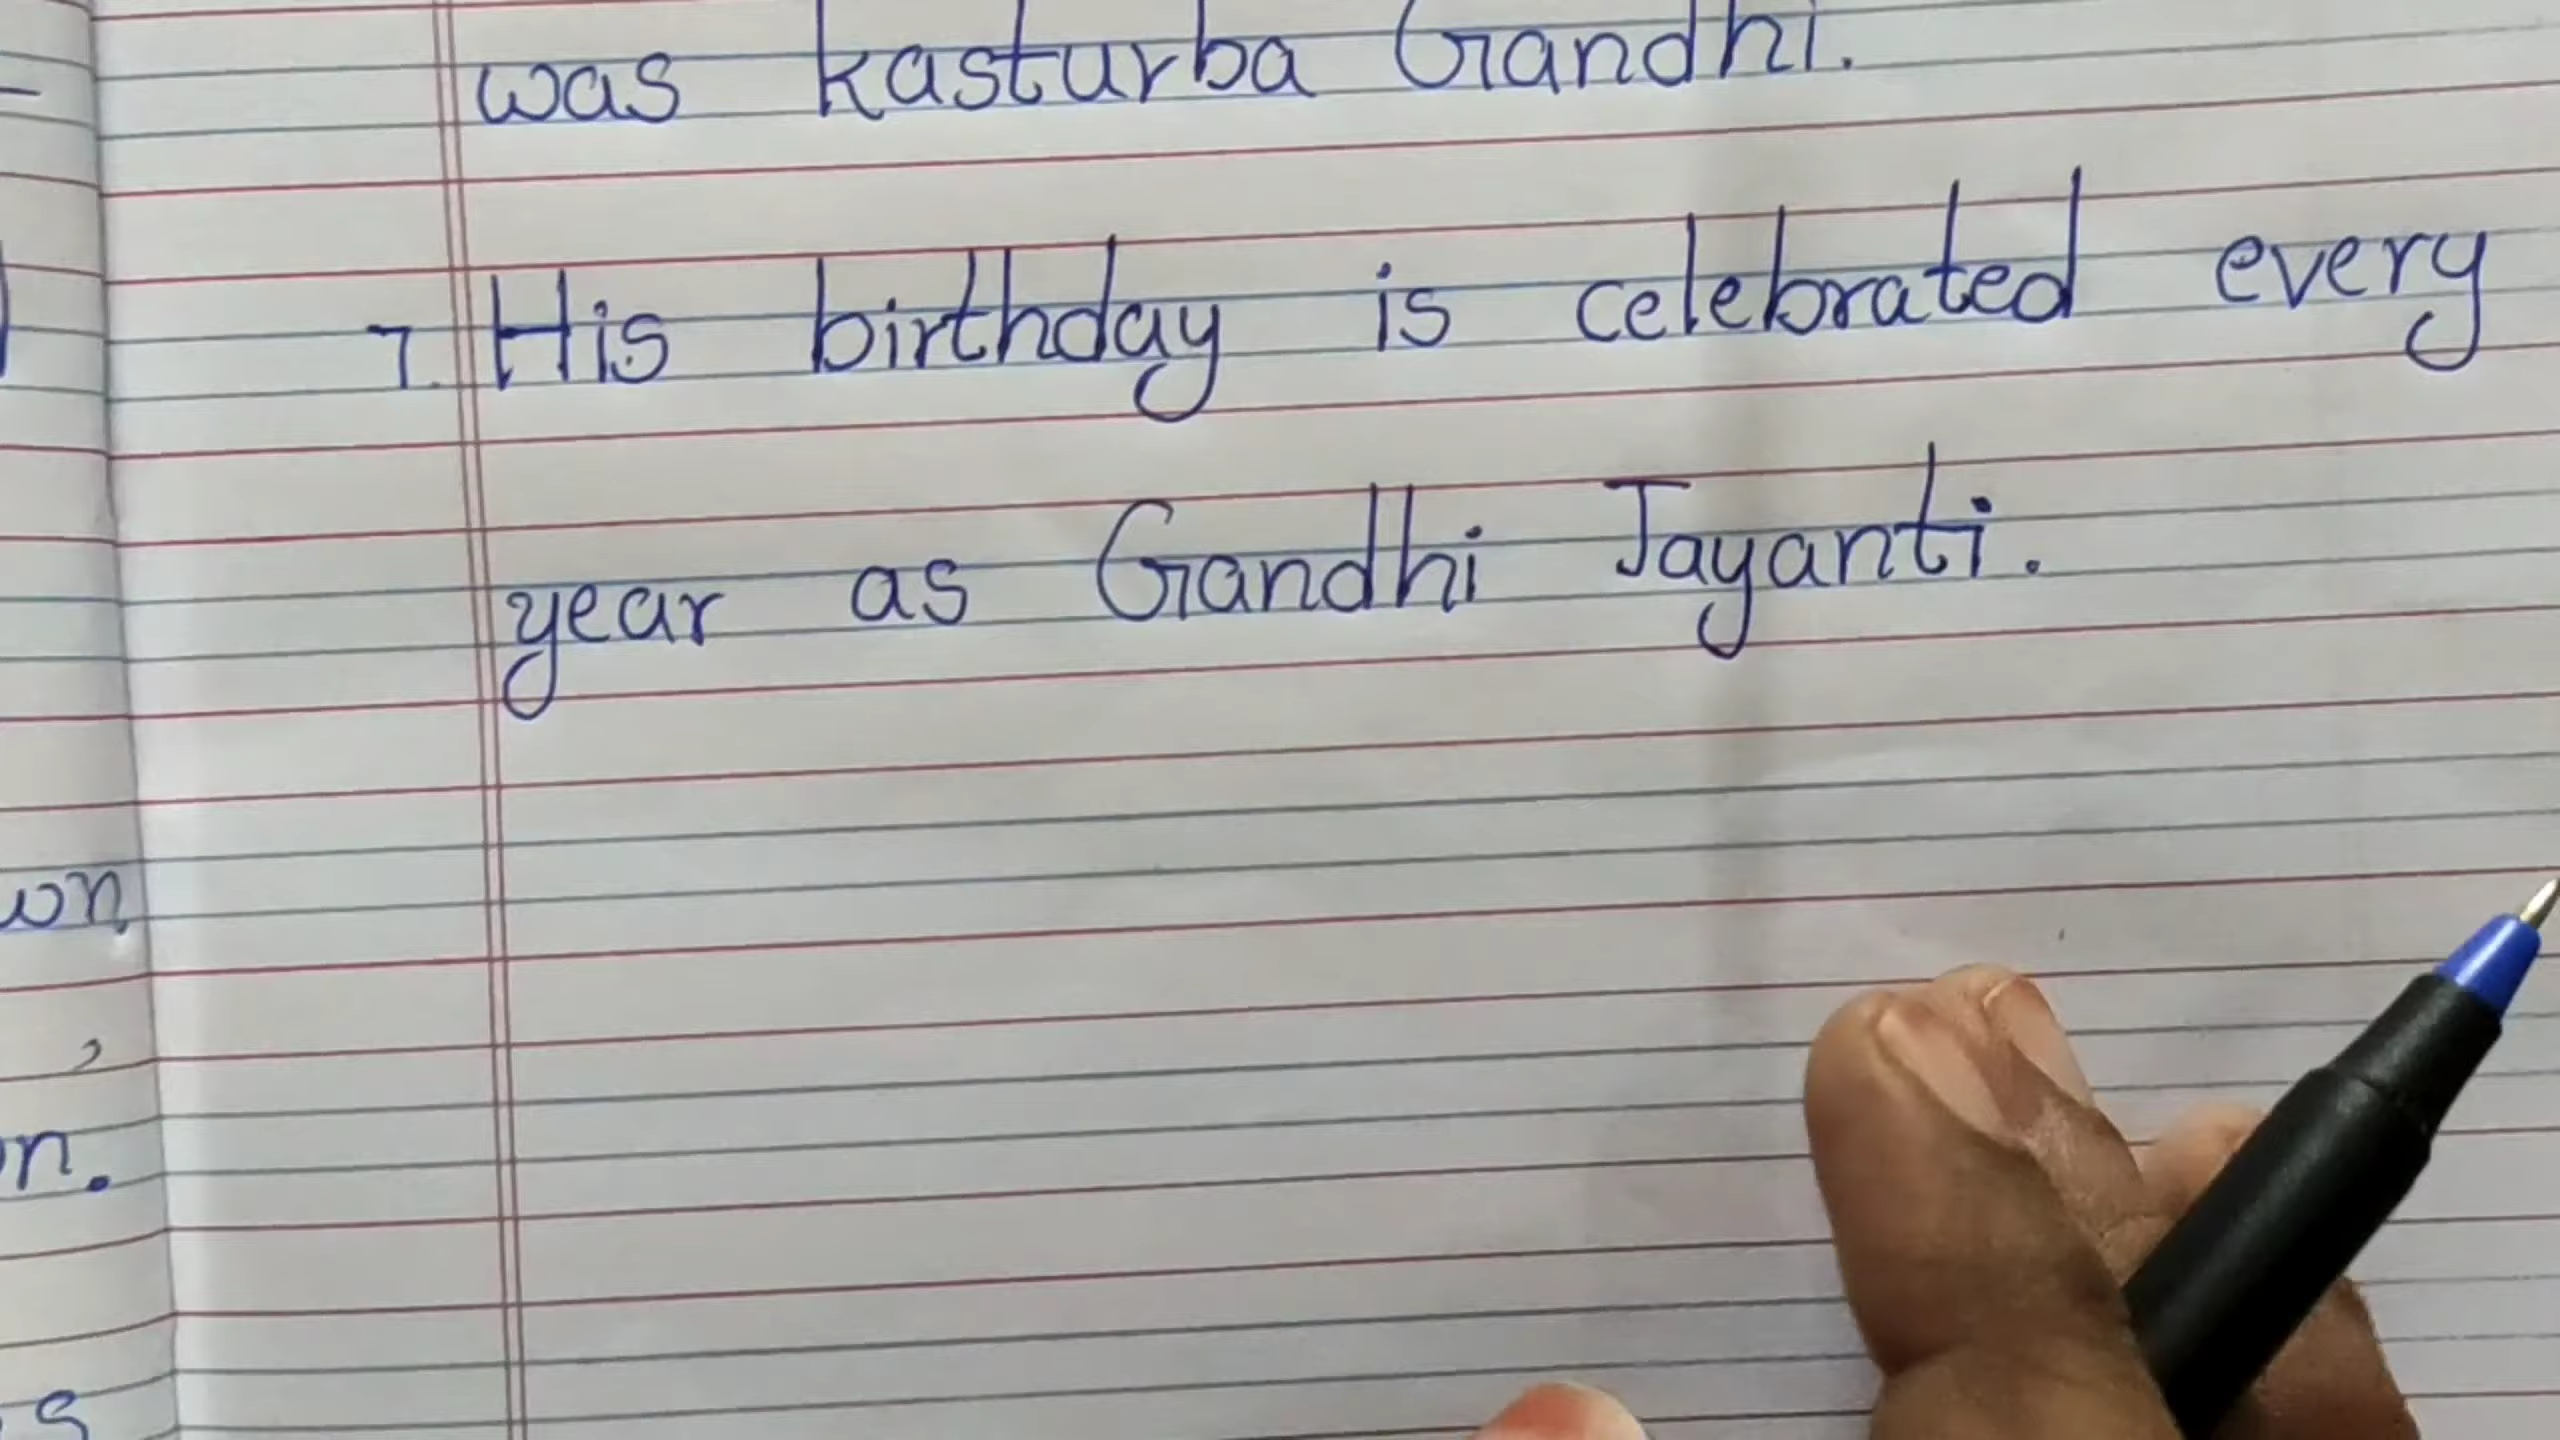 was kasturba Gandhi.
7. His birthday is celebrated every
year as Gandhi Jayanti.